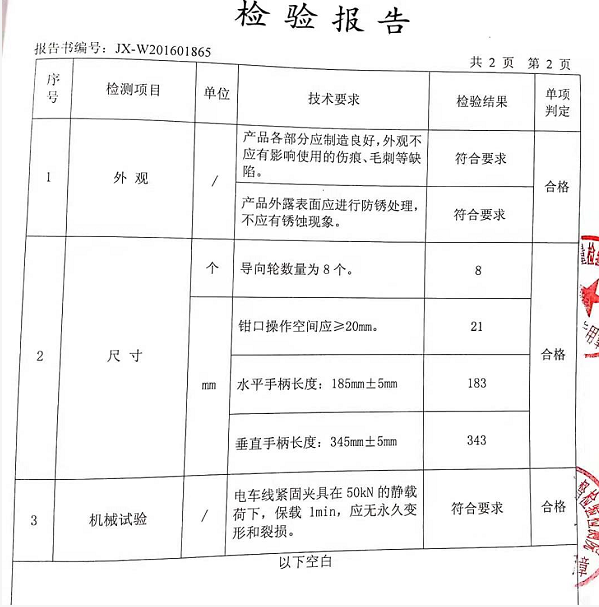 检验报告
报告书编号：JX-W201601865
共 2 页 第 2 页
序号 检测项目 单位 技术要求 检验结果 单项判定
1 外 观 / 产品各部分应制造良好,外观不
应有影响使用的伤痕、毛刺等缺
陷。
符合要求
合格
产品外露表面应进行防锈处理,
不应有锈蚀现象。
符合要求
2 尺 寸 个 导向轮数量为 8 个。 8
合格
mm 钳口操作空间应≥20mm。 21
水平手柄长度：185mm±5mm 183
垂直手柄长度：345mm±5mm 343
3 机械试验 / 电车线紧固夹具在 50kN 的静载
荷下，保载 1min，应无永久变
形和裂损。
符合要求
合格
以下空白